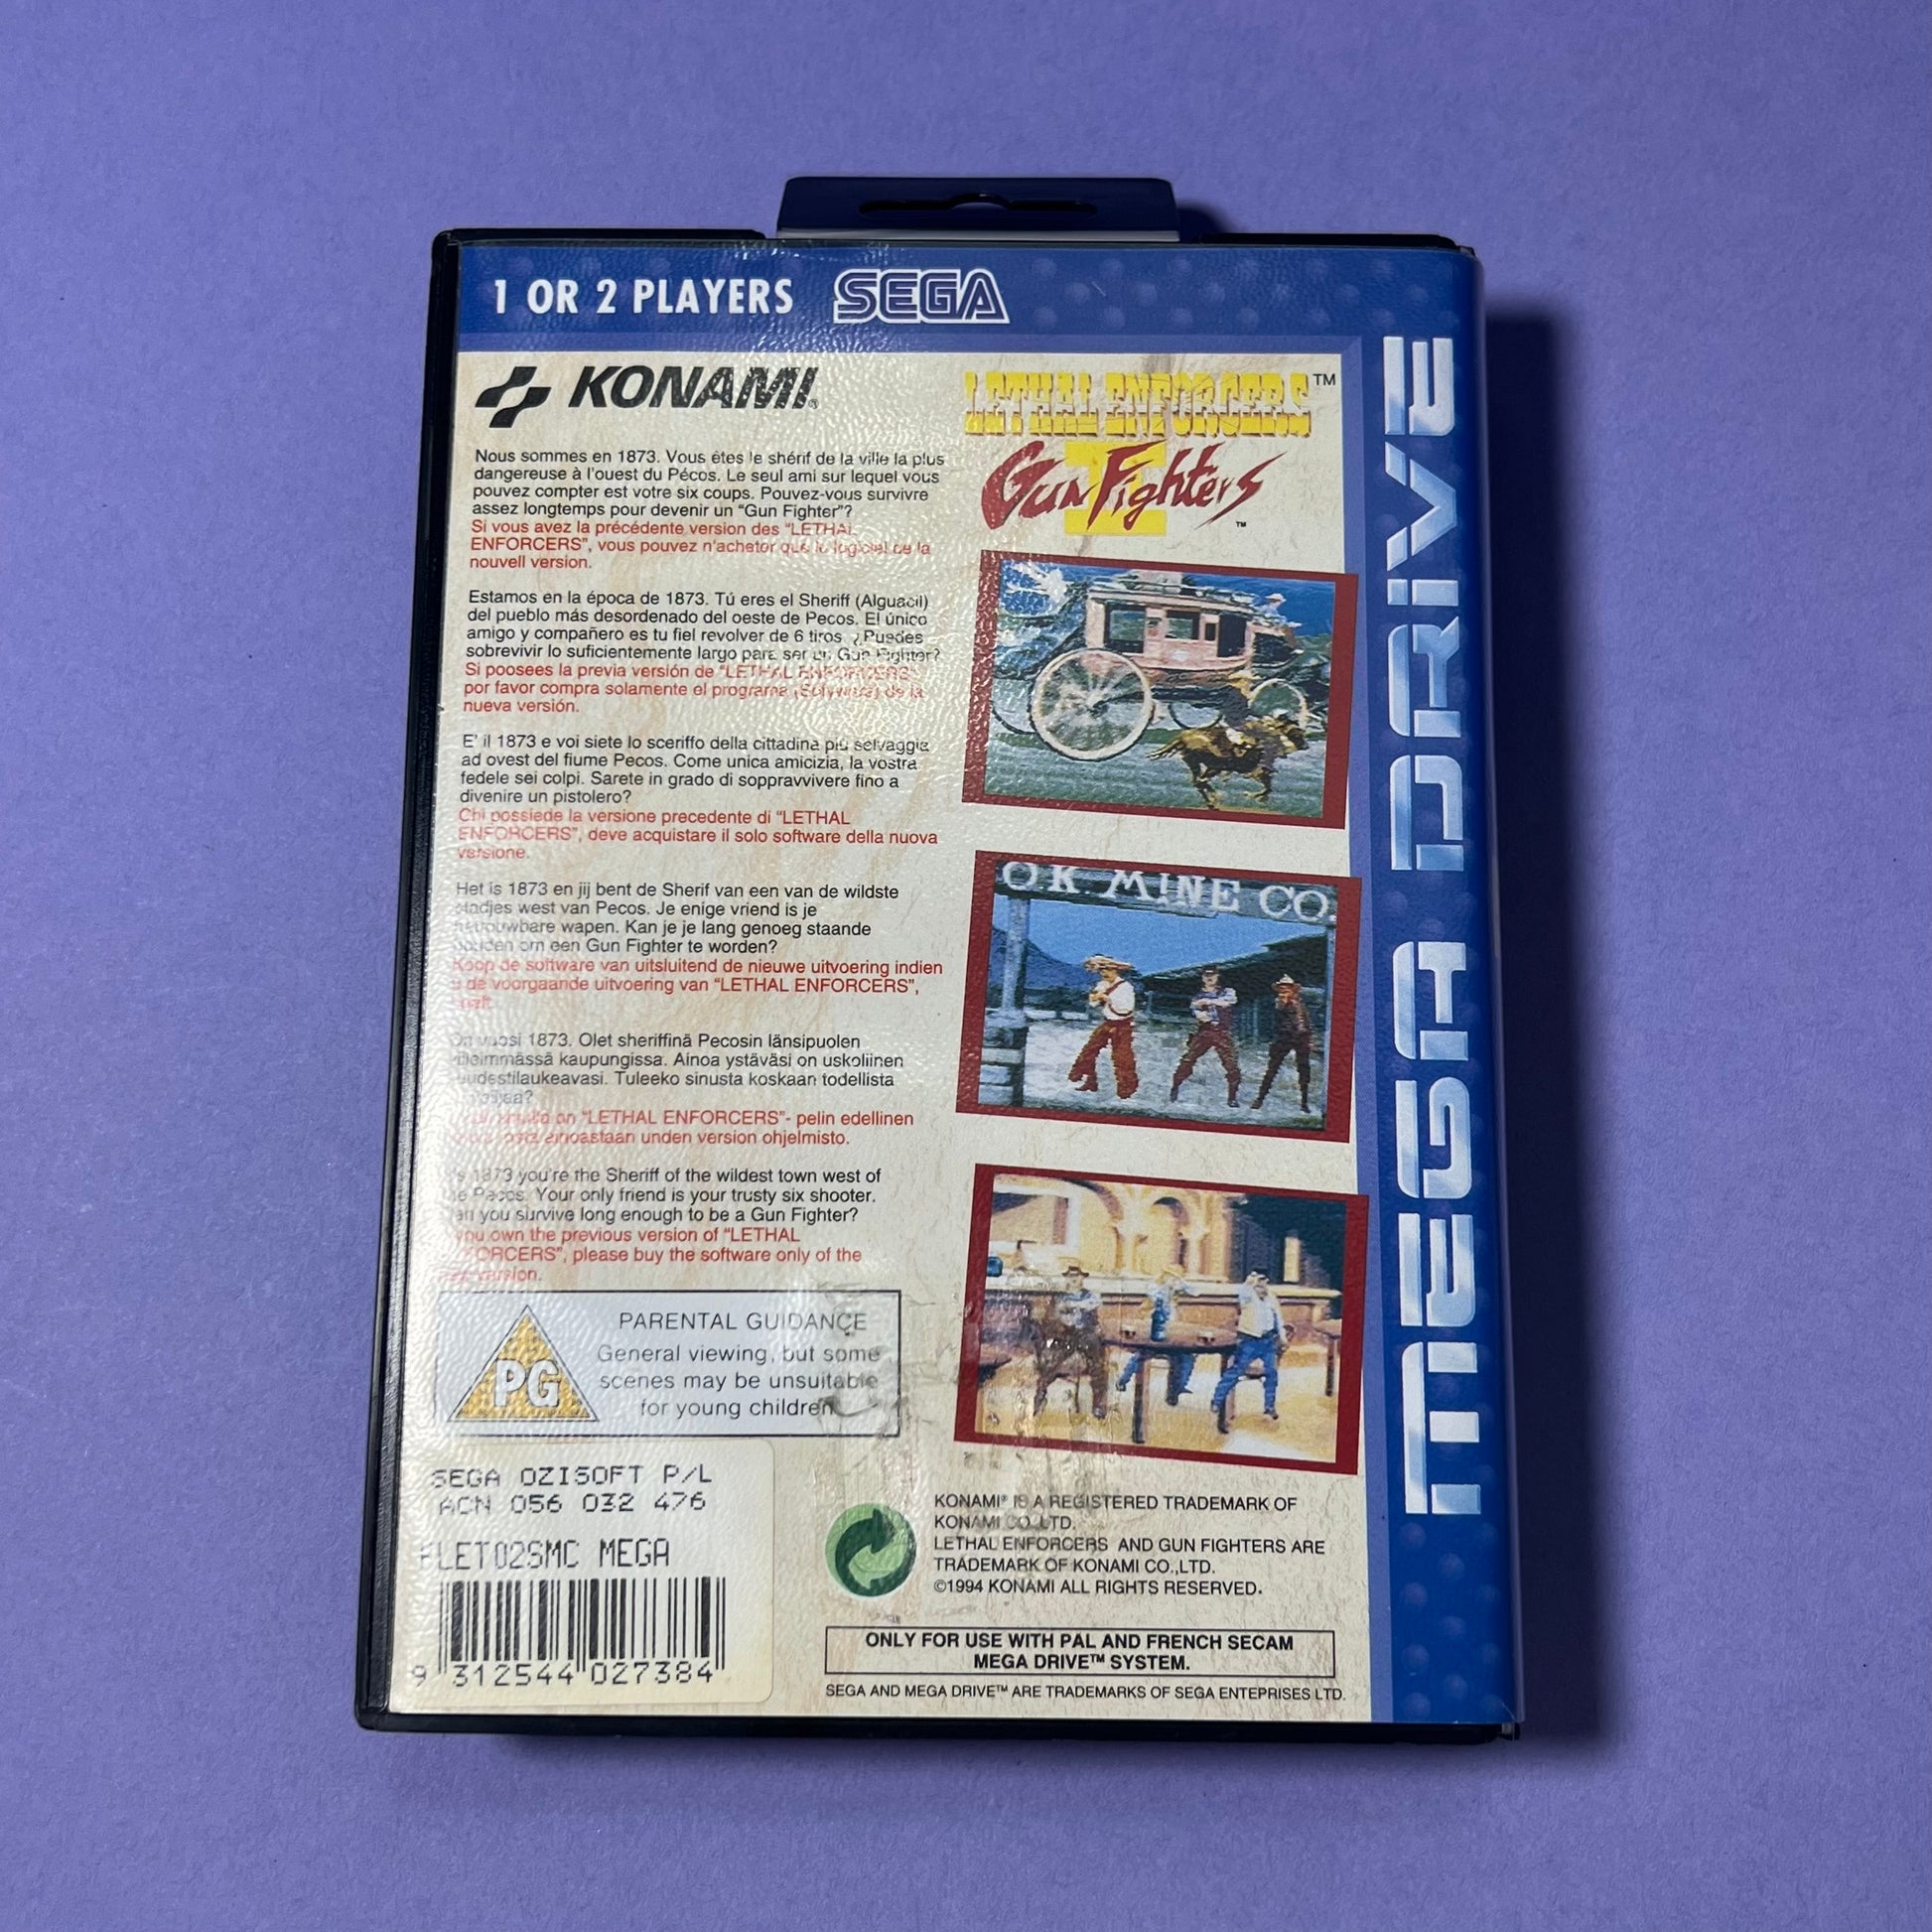 1 OR 2 PLAYERS SEGA
KONAMI®
Nous sommes en 1873. Vous êtes le shérif de la ville la plus
dangereuse à l'ouest du Pécos. Le seul ami sur lequel vous
pouvez compter est votre six coups. Pouvez-vous survivre
assez longtemps pour devenir un "Gun Fighter"?
Si vous avez la précédente version des "LETHAL
ENFORCERS", vous pouvez n'acheter que le logiciel de la
nouvell version.
Estamos en la época de 1873. Tú eres el Sheriff (Alguacil)
del pueblo más desordenado del oeste de Pecos. El único
amigo y compañero es tu fiel revolver de 6 tiros. ¿Puedes
sobrevivir lo suficientemente largo para ser un Gun Fighter?
Si poosees la previa versión de "LETHAL ENFORCERS"
por favor compra solamente el programa de la
nueva versión.
E' il 1873 e voi siete lo sceriffo della cittadina più selvaggia
ad ovest del fiume Pecos. Come unica amicizia, la vostra
fedele sei colpi. Sarete in grado di soppravvivere fino a
divenire un pistolero?
Chi possiede la versione precedente di "LETHAL
ENFORCERS", deve acquistare il solo software della nuova
versione.
Het is 1873 en jij bent de Sherif van een van de wildste
stadjes west van Pecos. Je enige vriend is je
wapen. Kan je je lang genoeg staande
houden om een Gun Fighter te worden?
Koop de software van uitsluitend de nieuwe uitvoering indien
u de voorgaande uitvoering van "LETHAL ENFORCERS",
On vuosi 1873. Olet sheriffinä Pecosin länsipuolen
kaupungissa. Ainoa ystäväsi on uskoliinen
Tuleeko sinusta koskaan todellista
on "LETHAL ENFORCERS"- pelin edellinen
ainoastaan unden version ohjelmisto.
1873 you're the Sheriff of the wildest town west of
the Pecos. Your only friend is your trusty six shooter.
Can you survive long enough to be a Gun Fighter?
you own the previous version of "LETHAL
ENFORCERS", please buy the software only of the
version.
PG
PARENTAL GUIDANCE
General viewing, but some
scenes may be unsuitable
for young children
SEGA OZISOFT P/L
ACN 056 032 476
MEGA
9 312544 027384
LETHAL ENFORCERS™
II
Gun Fighters™
O.K. MINE CO.
KONAMI® IS A REGISTERED TRADEMARK OF
KONAMI CO.,LTD.
LETHAL ENFORCERS AND GUN FIGHTERS ARE
TRADEMARK OF KONAMI CO.,LTD.
©1994 KONAMI ALL RIGHTS RESERVED.
ONLY FOR USE WITH PAL AND FRENCH SECAM
MEGA DRIVE™ SYSTEM.
SEGA AND MEGA DRIVE™ ARE TRADEMARKS OF SEGA ENTEPRISES LTD.
MEGA DRIVE